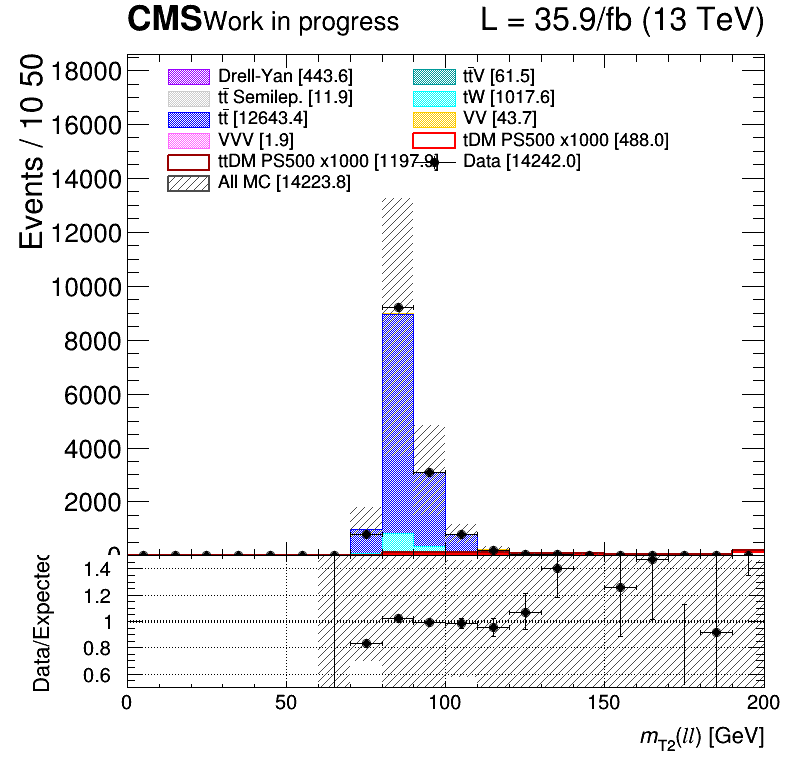 CMS Work in progress L = 35.9/fb (13 TeV)
Events / 10 50
18000
16000
14000
12000
10000
8000
6000
4000
2000
0
Drell-Yan [443.6] tt̄V [61.5]
tt̄ Semilep. [11.9] tW [1017.6]
tt̄ [12643.4] VV [43.7]
VVV [1.9] tDM PS500 x1000 [488.0]
ttDM PS500 x1000 [1197.9] Data [14242.0]
All MC [14223.8]
Data/Expected
1.4
1.2
1
0.8
0.6
0 50 100 150 200
m_T2(ll) [GeV]